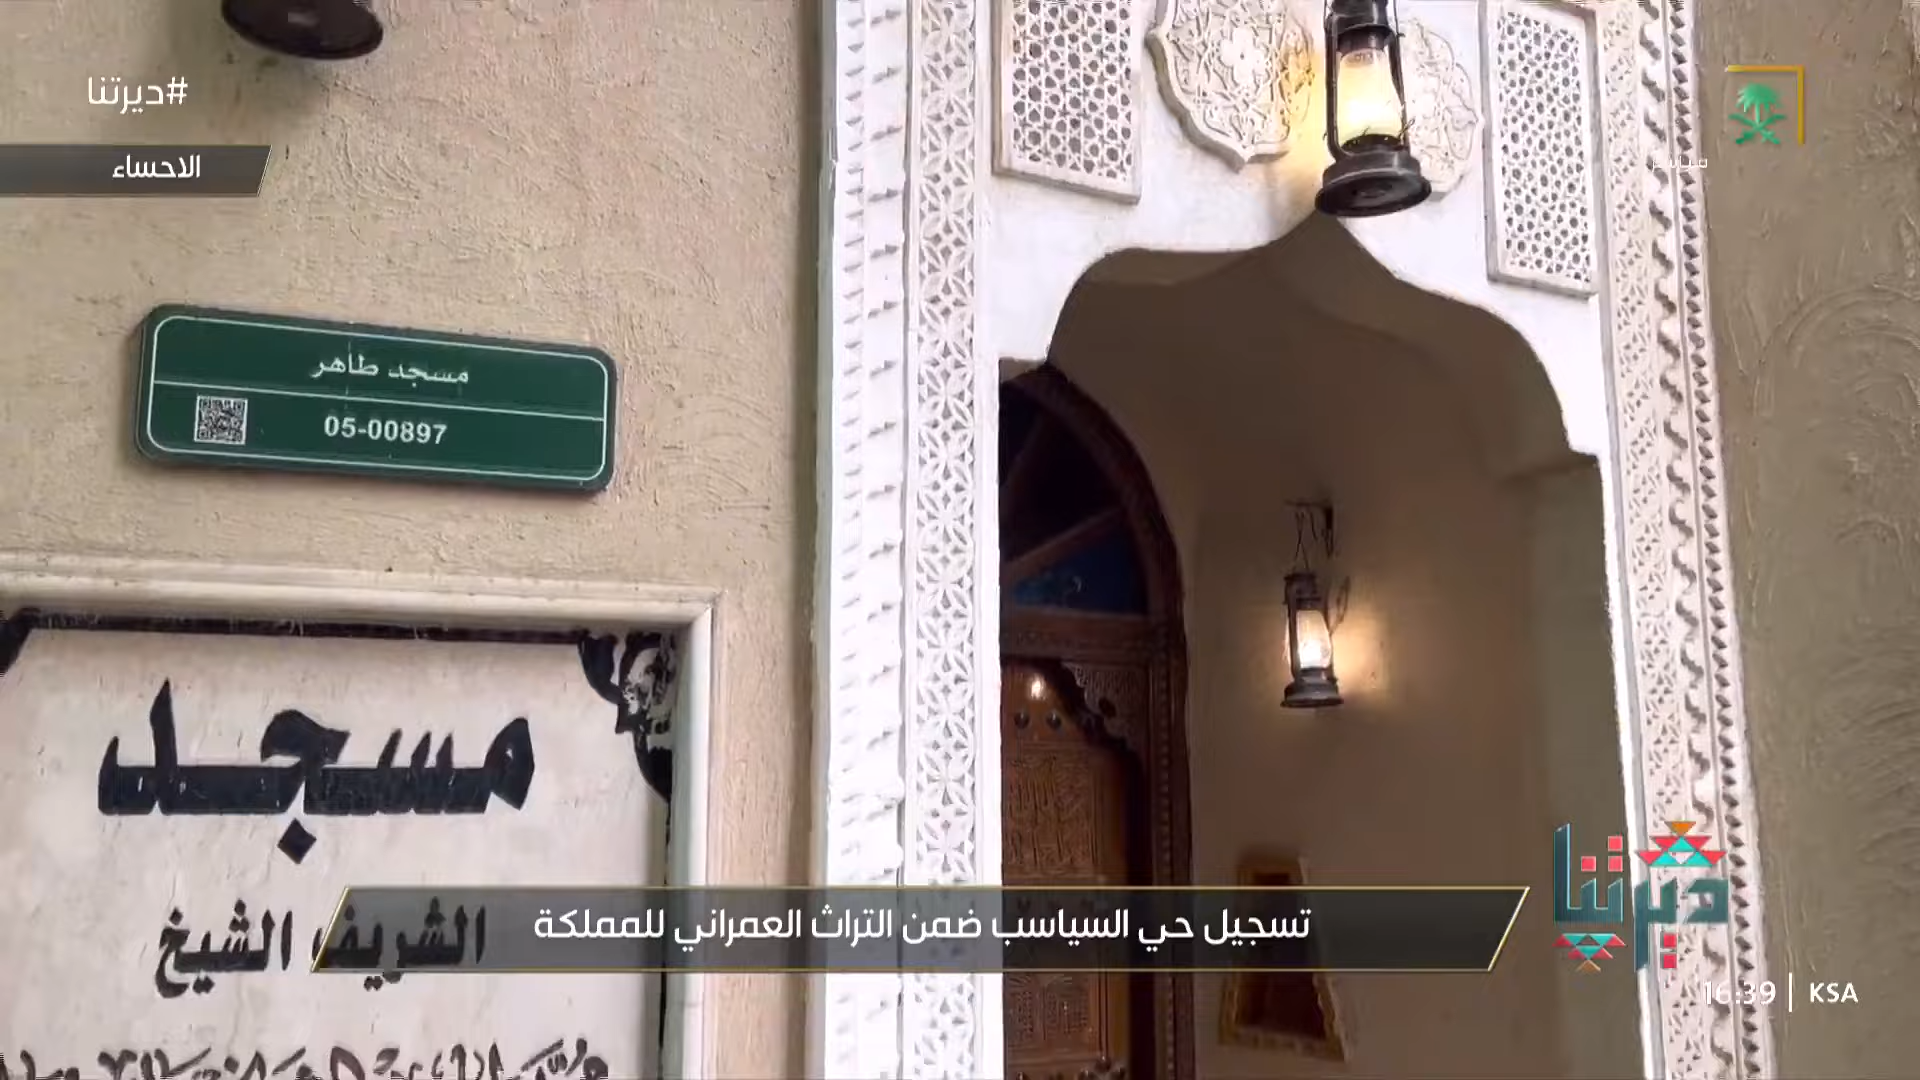 #ديرتنا
الاحساء
مباشر
مسجد طاهر
05-00897
مسجد
الشريف الشيخ
تسجيل حي السياسب ضمن التراث العمراني للمملكة
ديرتنا
16:39 | KSA